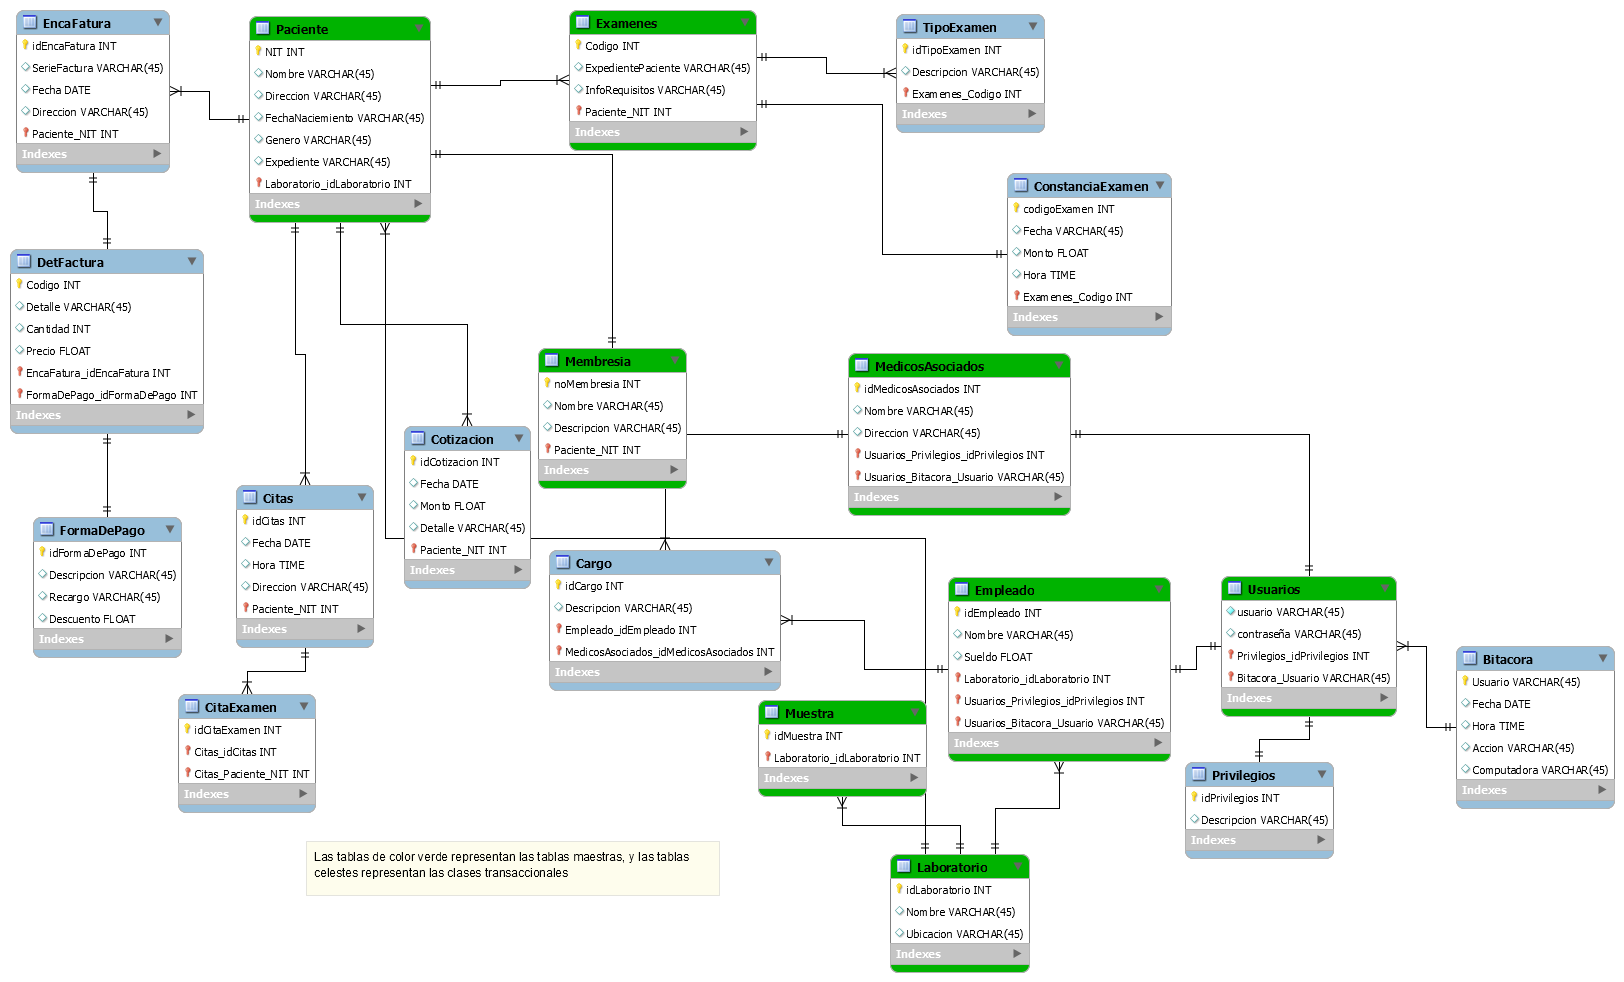 EncaFatura
idEncaFatura INT
SerieFactura VARCHAR(45)
Fecha DATE
Direccion VARCHAR(45)
Paciente_NIT INT
Indexes
Paciente
NIT INT
Nombre VARCHAR(45)
Direccion VARCHAR(45)
FechaNaciemiento VARCHAR(45)
Genero VARCHAR(45)
Expediente VARCHAR(45)
Laboratorio_idLaboratorio INT
Indexes
Examenes
Codigo INT
ExpedientePaciente VARCHAR(45)
InfoRequisitos VARCHAR(45)
Paciente_NIT INT
Indexes
TipoExamen
idTipoExamen INT
Descripcion VARCHAR(45)
Examenes_Codigo INT
Indexes
ConstanciaExamen
codigoExamen INT
Fecha VARCHAR(45)
Monto FLOAT
Hora TIME
Examenes_Codigo INT
Indexes
DetFactura
Codigo INT
Detalle VARCHAR(45)
Cantidad INT
Precio FLOAT
EncaFatura_idEncaFatura INT
FormaDePago_idFormaDePago INT
Indexes
Membresia
noMembresia INT
Nombre VARCHAR(45)
Descripcion VARCHAR(45)
Paciente_NIT INT
Indexes
MedicosAsociados
idMedicosAsociados INT
Nombre VARCHAR(45)
Direccion VARCHAR(45)
Usuarios_Privilegios_idPrivilegios INT
Usuarios_Bitacora_Usuario VARCHAR(45)
Indexes
Cotizacion
idCotizacion INT
Fecha DATE
Monto FLOAT
Detalle VARCHAR(45)
Paciente_NIT INT
Indexes
Citas
idCitas INT
Fecha DATE
Hora TIME
Direccion VARCHAR(45)
Paciente_NIT INT
Indexes
FormaDePago
idFormaDePago INT
Descripcion VARCHAR(45)
Recargo VARCHAR(45)
Descuento FLOAT
Indexes
Cargo
idCargo INT
Descripcion VARCHAR(45)
Empleado_idEmpleado INT
MedicosAsociados_idMedicosAsociados INT
Indexes
Empleado
idEmpleado INT
Nombre VARCHAR(45)
Sueldo FLOAT
Laboratorio_idLaboratorio INT
Usuarios_Privilegios_idPrivilegios INT
Usuarios_Bitacora_Usuario VARCHAR(45)
Indexes
Usuarios
usuario VARCHAR(45)
contraseña VARCHAR(45)
Privilegios_idPrivilegios INT
Bitacora_Usuario VARCHAR(45)
Indexes
Bitacora
Usuario VARCHAR(45)
Fecha DATE
Hora TIME
Accion VARCHAR(45)
Computadora VARCHAR(45)
Indexes
CitaExamen
idCitaExamen INT
Citas_idCitas INT
Citas_Paciente_NIT INT
Indexes
Muestra
idMuestra INT
Laboratorio_idLaboratorio INT
Indexes
Privilegios
idPrivilegios INT
Descripcion VARCHAR(45)
Indexes
Las tablas de color verde representan las tablas maestras, y las tablas
celestes representan las clases transaccionales
Laboratorio
idLaboratorio INT
Nombre VARCHAR(45)
Ubicacion VARCHAR(45)
Indexes